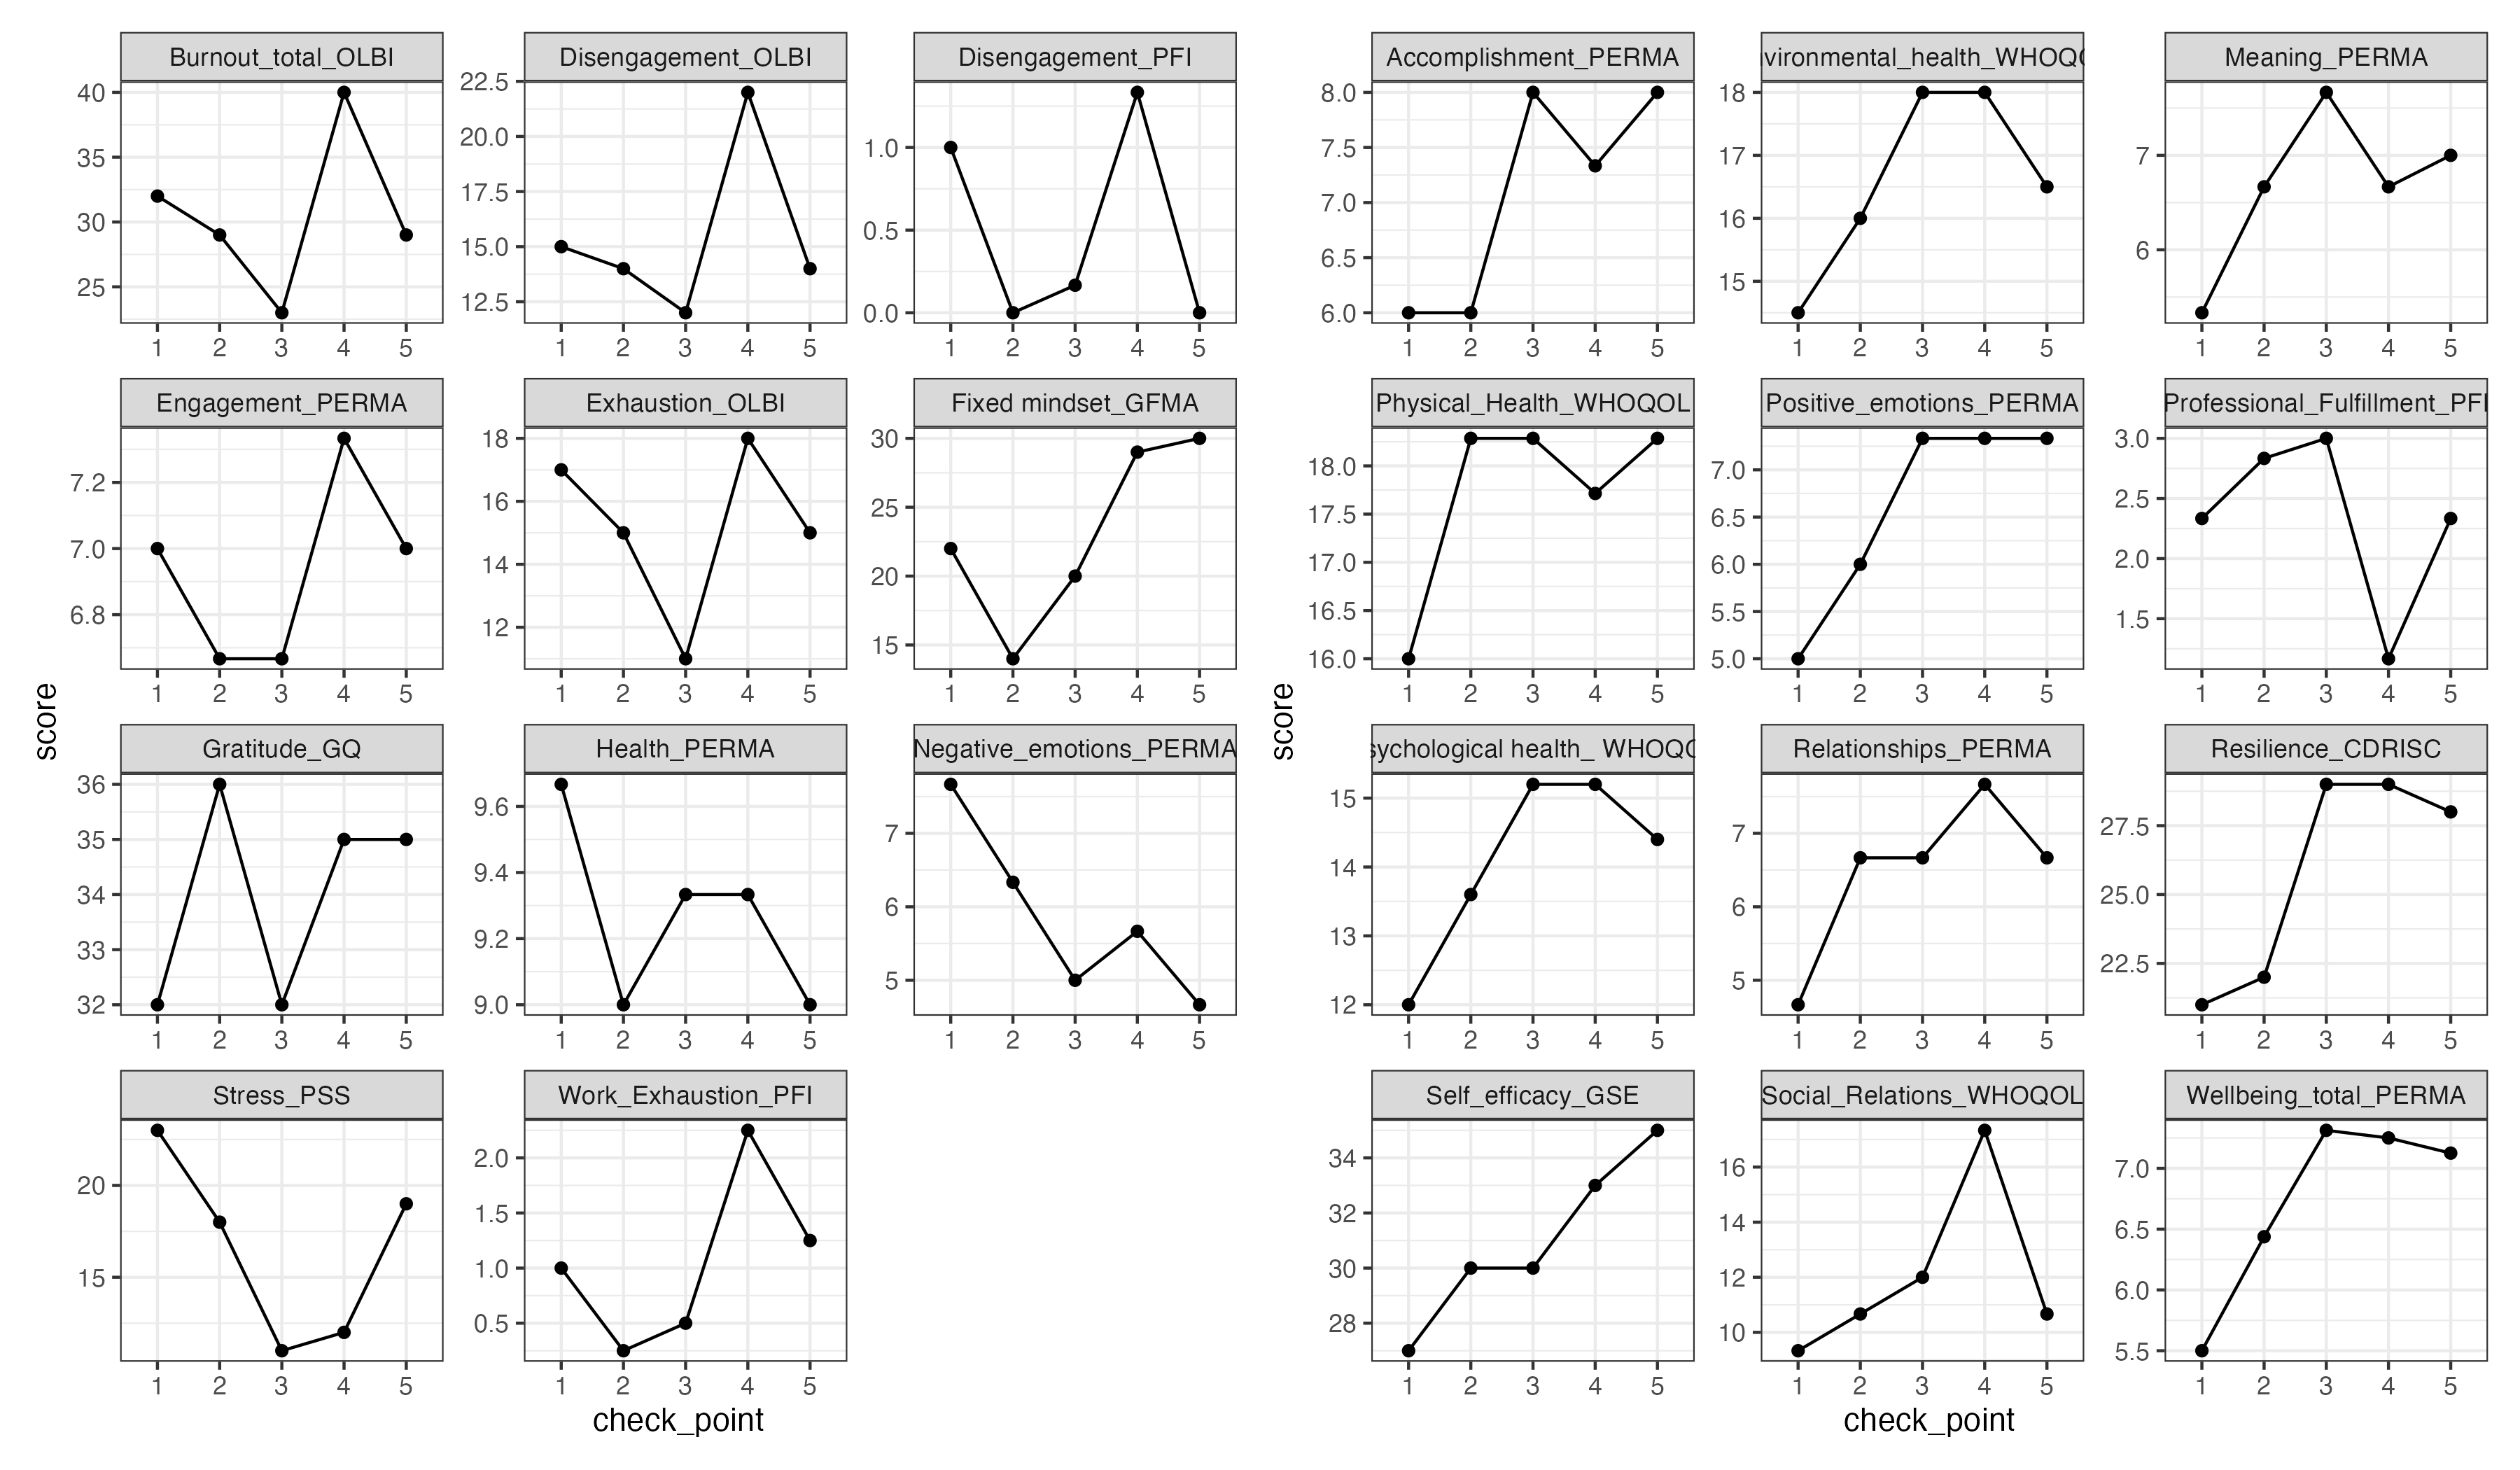 Burnout_total_OLBI
Disengagement_OLBI
Disengagement_PFI
40
35
30
25
1 2 3 4 5
22.5
20.0
17.5
15.0
12.5
1 2 3 4 5
1.0
0.5
0.0
1 2 3 4 5
Engagement_PERMA
Exhaustion_OLBI
Fixed mindset_GFMA
7.2
7.0
6.8
1 2 3 4 5
18
16
14
12
1 2 3 4 5
30
25
20
15
1 2 3 4 5
score
Gratitude_GQ
Health_PERMA
Negative_emotions_PERMA
36
35
34
33
32
1 2 3 4 5
9.6
9.4
9.2
9.0
1 2 3 4 5
7
6
5
1 2 3 4 5
Stress_PSS
Work_Exhaustion_PFI
20
15
1 2 3 4 5
2.0
1.5
1.0
0.5
1 2 3 4 5
check_point
Accomplishment_PERMA
vironmental_health_WHOQO
Meaning_PERMA
8.0
7.5
7.0
6.5
6.0
1 2 3 4 5
18
17
16
15
1 2 3 4 5
7
6
1 2 3 4 5
Physical_Health_WHOQOL
Positive_emotions_PERMA
Professional_Fulfillment_PFI
18.0
17.5
17.0
16.5
16.0
1 2 3 4 5
7.0
6.5
6.0
5.5
5.0
1 2 3 4 5
3.0
2.5
2.0
1.5
1 2 3 4 5
score
sychological health_ WHOQO
Relationships_PERMA
Resilience_CDRISC
15
14
13
12
1 2 3 4 5
7
6
5
1 2 3 4 5
27.5
25.0
22.5
1 2 3 4 5
Self_efficacy_GSE
Social_Relations_WHOQOL
Wellbeing_total_PERMA
34
32
30
28
1 2 3 4 5
16
14
12
10
1 2 3 4 5
7.0
6.5
6.0
5.5
1 2 3 4 5
check_point